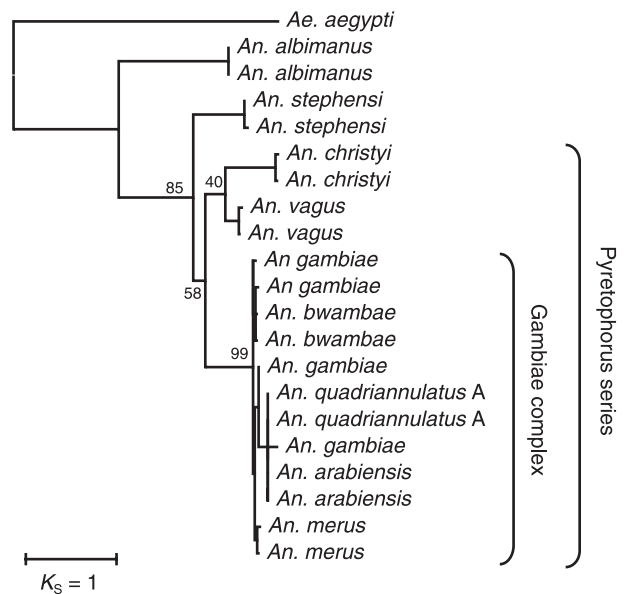 Ae. aegypti
An. albimanus
An. albimanus
An. stephensi
An. stephensi
An. christyi
An. christyi
85
40
An. vagus
An. vagus
An gambiae
An gambiae
58
An. bwambae
An. bwambae
99
An. gambiae
An. quadriannulatus A
An. quadriannulatus A
An. gambiae
An. arabiensis
An. arabiensis
An. merus
An. merus
Gambiae complex
Pyretophorus series
KS = 1